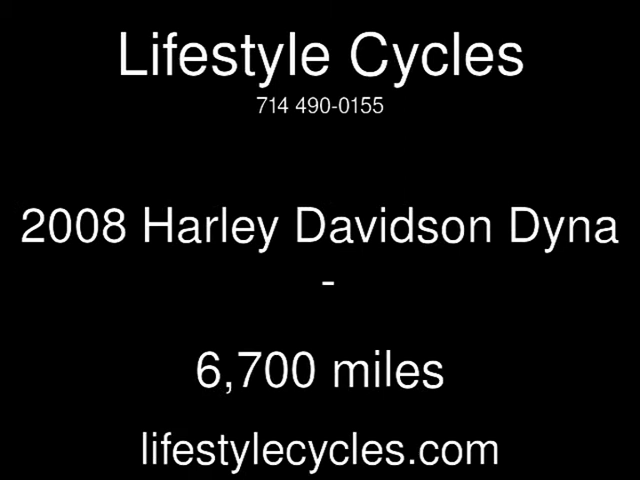 Lifestyle Cycles
714 490-0155
2008 Harley Davidson Dyna
-
6,700 miles
lifestylecycles.com